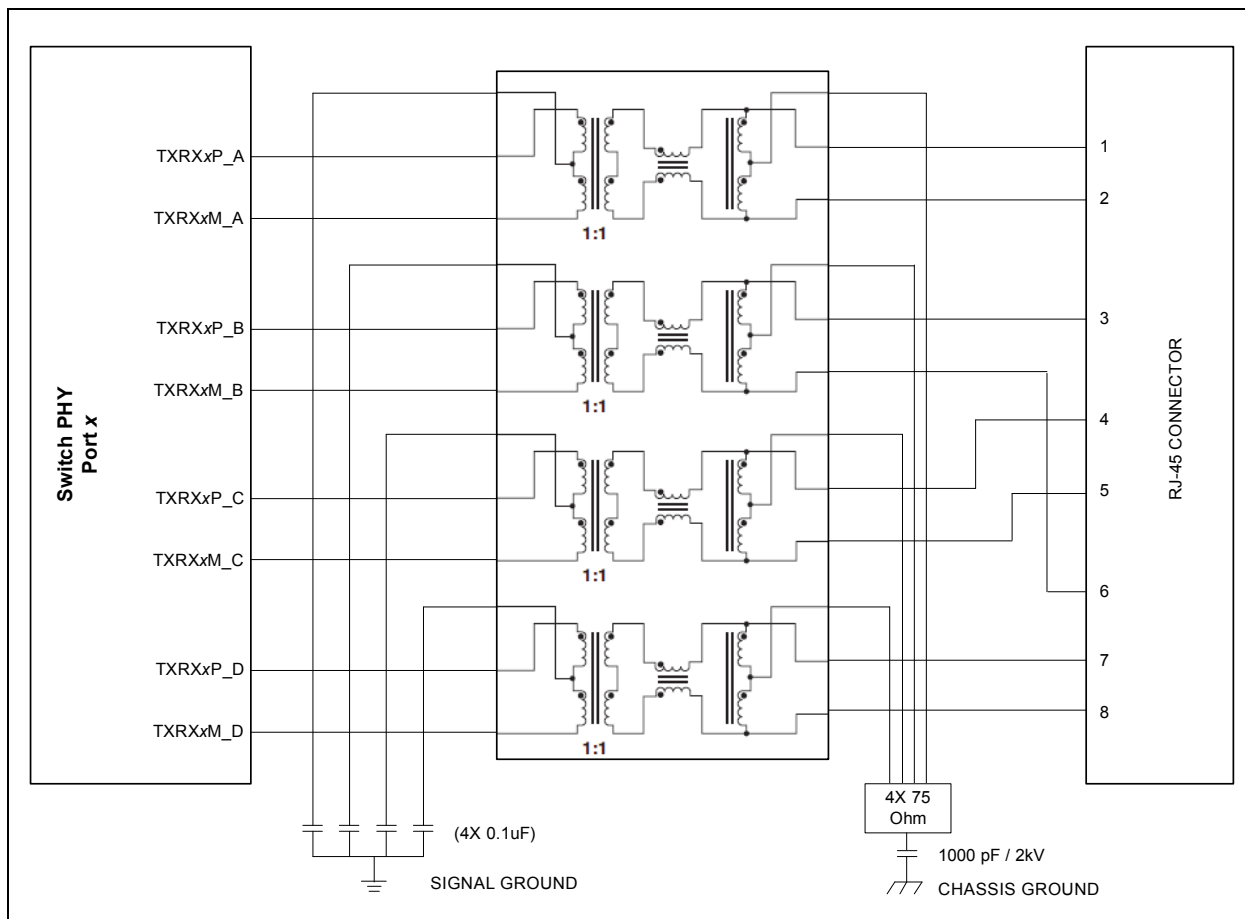 Switch PHY
Port x
TXRXxP_A
TXRXxM_A
TXRXxP_B
TXRXxM_B
TXRXxP_C
TXRXxM_C
TXRXxP_D
TXRXxM_D
1:1
1:1
1:1
1:1
1
2
3
4
5
6
7
8
RJ-45 CONNECTOR
(4X 0.1uF)
SIGNAL GROUND
4X 75
Ohm
1000 pF / 2kV
CHASSIS GROUND